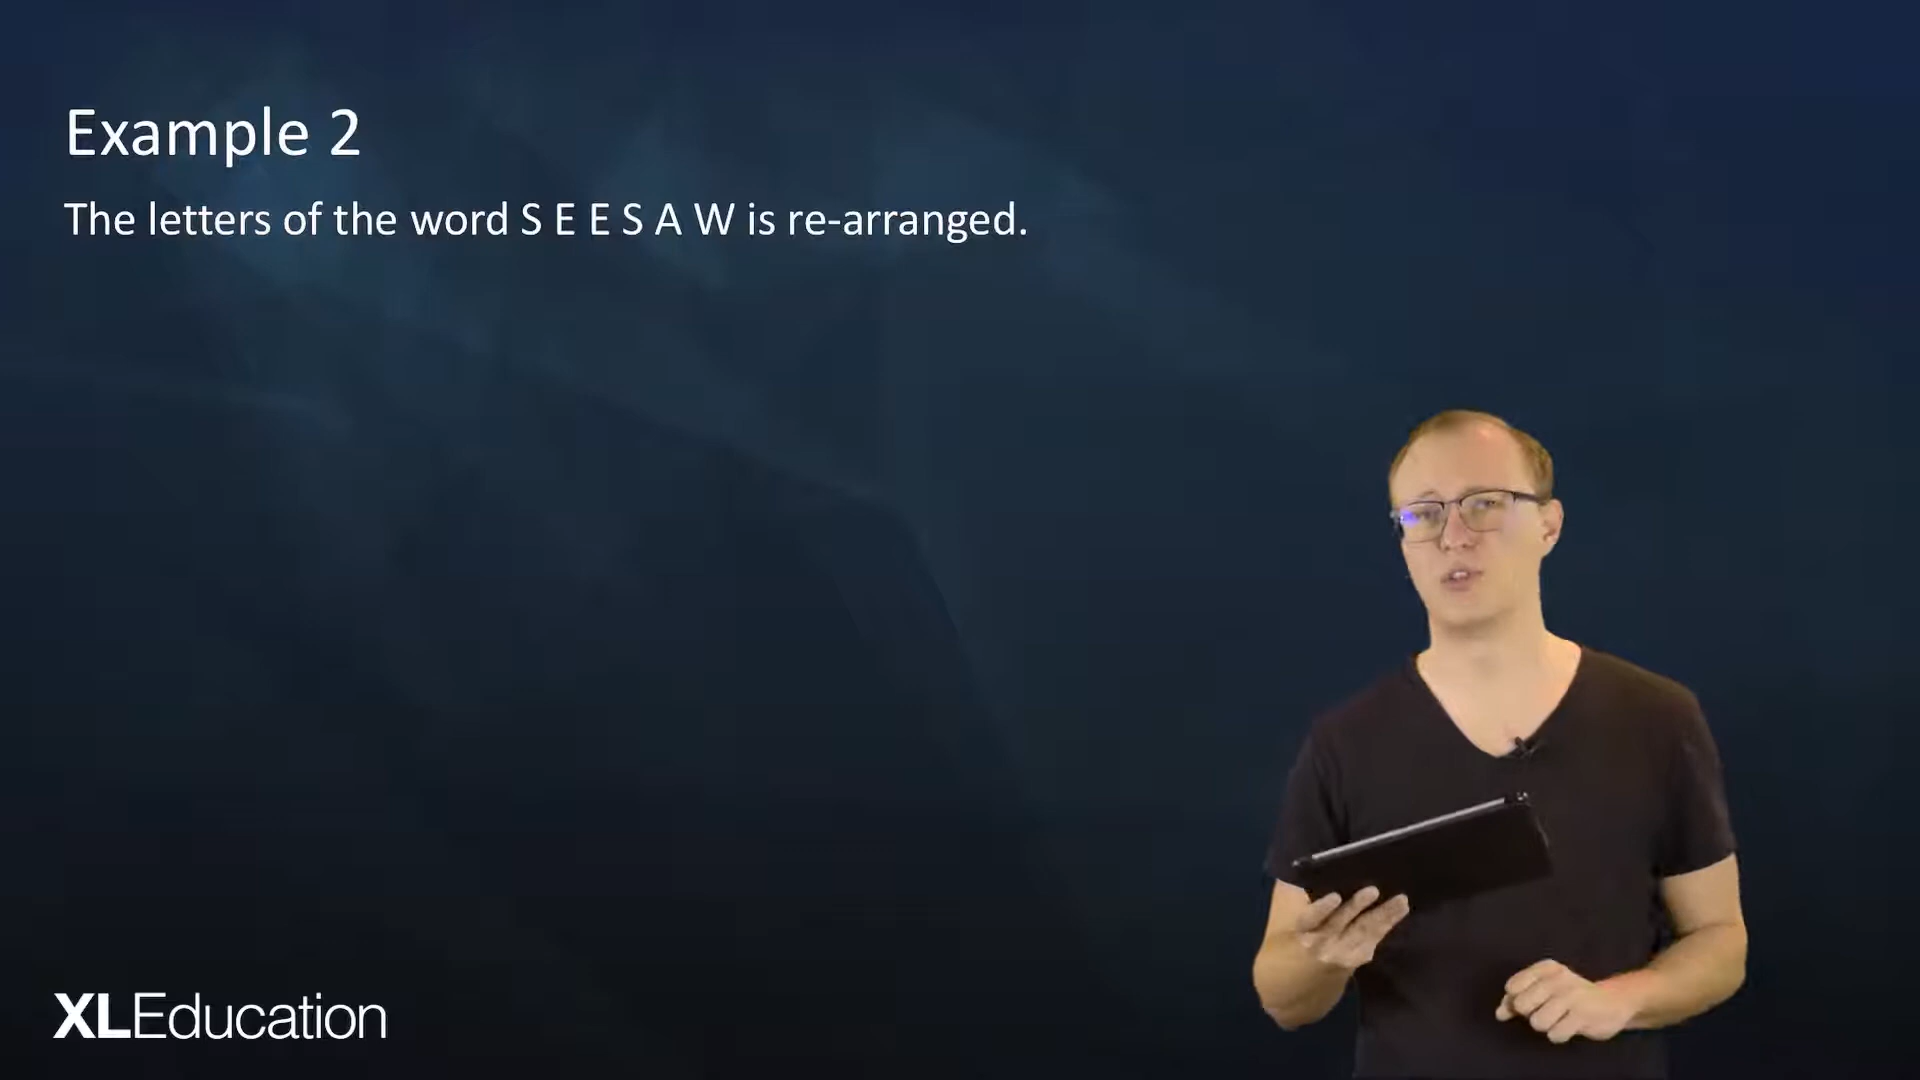 Example 2
The letters of the word S E E S A W is re-arranged.
XLEducation